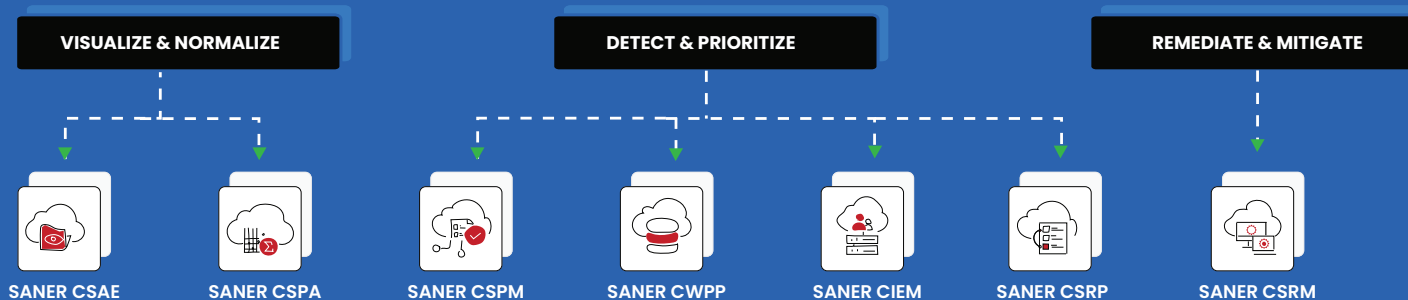 VISUALIZE & NORMALIZE
DETECT & PRIORITIZE
REMEDIATE & MITIGATE
SANER CSAE
SANER CSPA
SANER CSPM
SANER CWPP
SANER CIEM
SANER CSRP
SANER CSRM